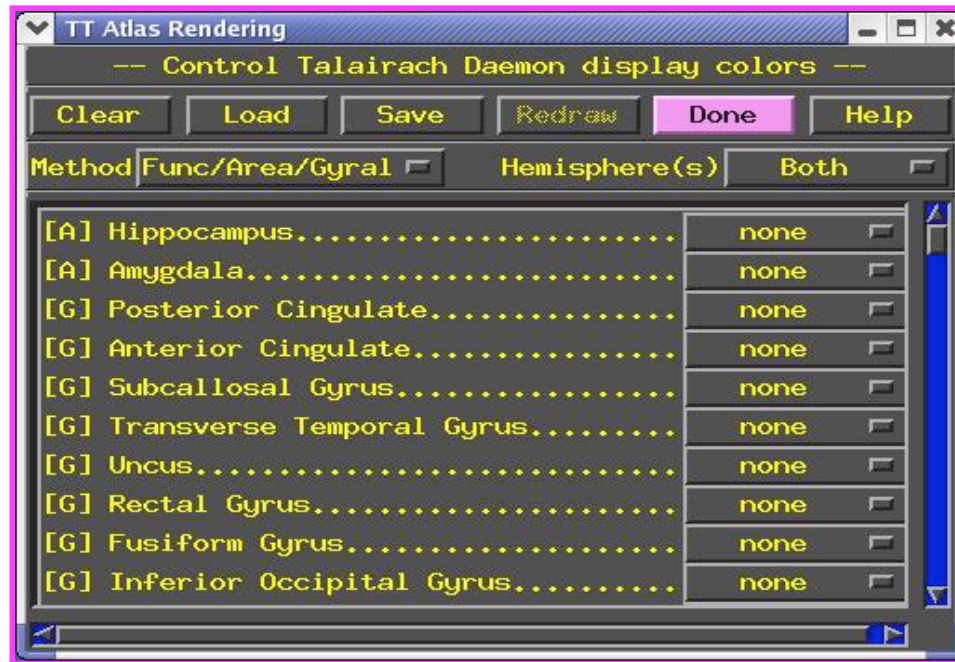 TT Atlas Rendering
-- Control Talairach Daemon display colors --
Clear Load Save Redraw Done Help
Method Func/Area/Gyral Hemisphere(s) Both
[A] Hippocampus....................... none
[A] Amygdala.......................... none
[G] Posterior Cingulate............... none
[G] Anterior Cingulate................ none
[G] Subcallosal Gyrus................. none
[G] Transverse Temporal Gyrus......... none
[G] Uncus............................. none
[G] Rectal Gyrus...................... none
[G] Fusiform Gyrus.................... none
[G] Inferior Occipital Gyrus.......... none